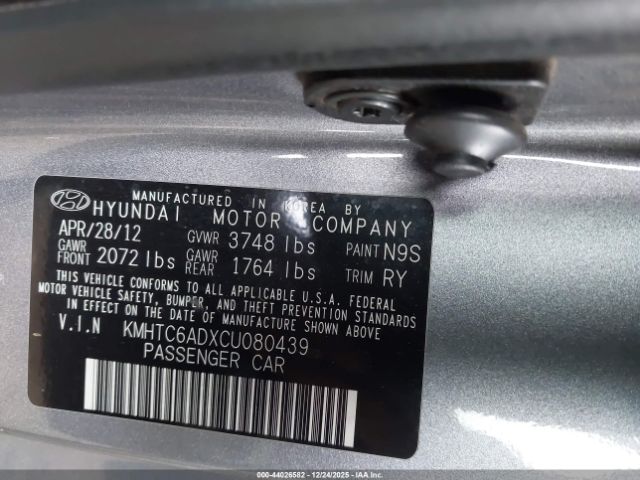 MANUFACTURED IN KOREA BY
HYUNDAI MOTOR COMPANY
APR/28/12 GVWR 3748 lbs PAINT N9S
GAWR FRONT 2072 lbs GAWR REAR 1764 lbs TRIM RY
THIS VEHICLE CONFORMS TO ALL APPLICABLE U.S.A. FEDERAL
MOTOR VEHICLE SAFETY, BUMPER, AND THEFT PREVENTION STANDARDS
IN EFFECT ON THE DATE OF MANUFACTURE SHOWN ABOVE.
V.I.N KMHTC6ADXCU080439
PASSENGER CAR
000-44026582 - 12/24/2025 - IAAI.COM